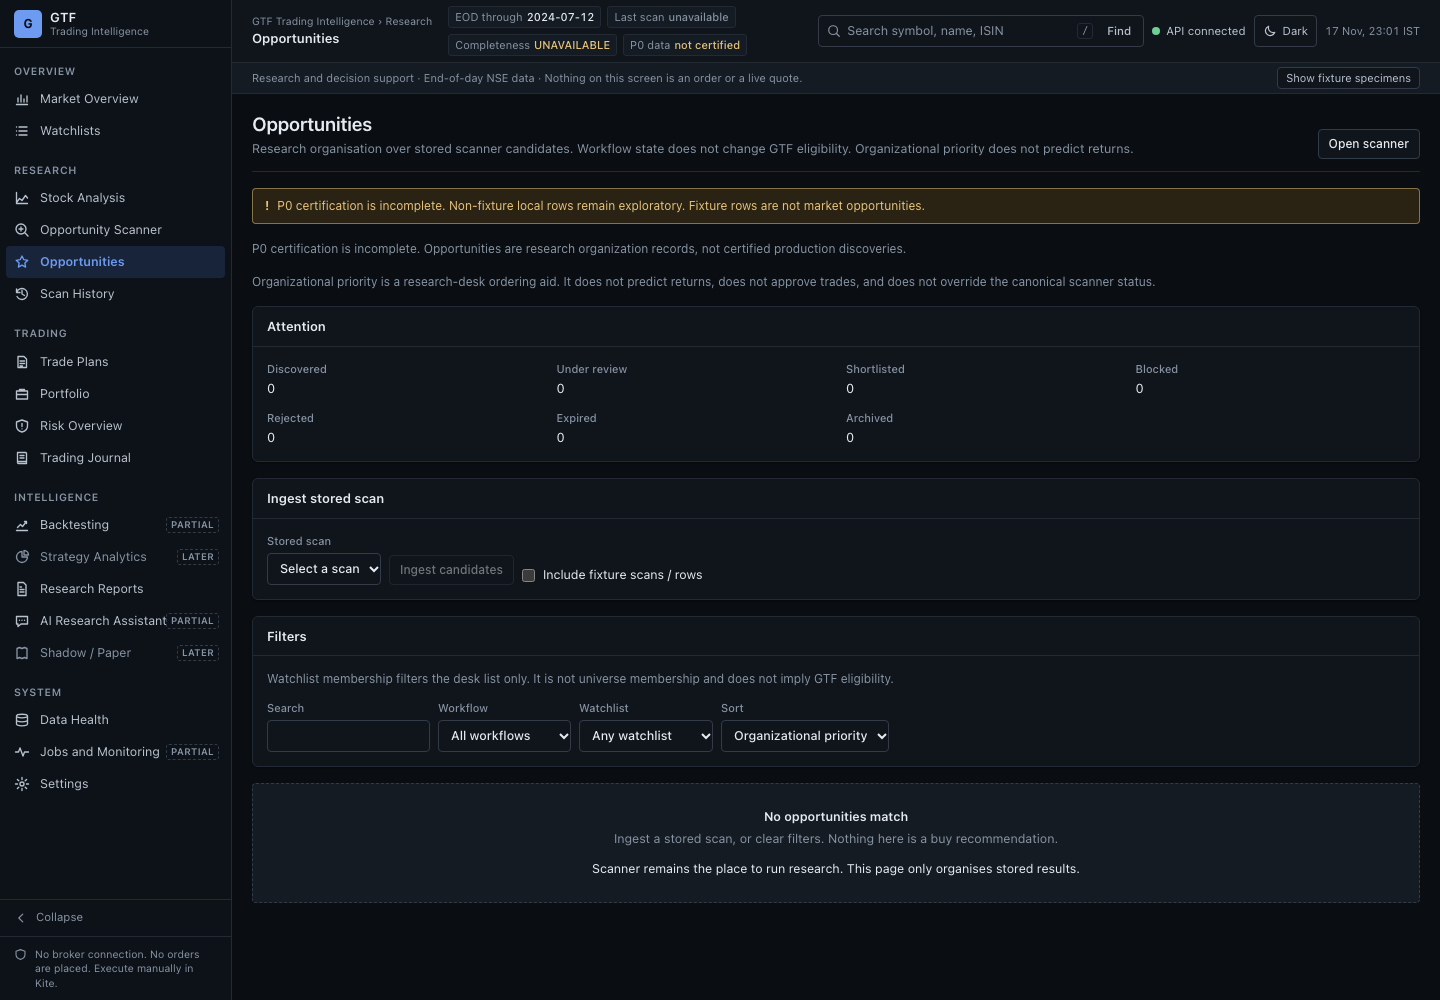 G
GTF
Trading Intelligence
OVERVIEW
Market Overview
Watchlists
RESEARCH
Stock Analysis
Opportunity Scanner
Opportunities
Scan History
TRADING
Trade Plans
Portfolio
Risk Overview
Trading Journal
INTELLIGENCE
Backtesting PARTIAL
Strategy Analytics LATER
Research Reports
AI Research Assistant PARTIAL
Shadow / Paper LATER
SYSTEM
Data Health
Jobs and Monitoring PARTIAL
Settings
Collapse
No broker connection. No orders
are placed. Execute manually in
Kite.
GTF Trading Intelligence › Research
Opportunities
EOD through 2024-07-12
Last scan unavailable
Completeness UNAVAILABLE
P0 data not certified
Search symbol, name, ISIN / Find
API connected
Dark
17 Nov, 23:01 IST
Research and decision support · End-of-day NSE data · Nothing on this screen is an order or a live quote.
Show fixture specimens
Opportunities
Research organisation over stored scanner candidates. Workflow state does not change GTF eligibility. Organizational priority does not predict returns.
Open scanner
! P0 certification is incomplete. Non-fixture local rows remain exploratory. Fixture rows are not market opportunities.
P0 certification is incomplete. Opportunities are research organization records, not certified production discoveries.
Organizational priority is a research-desk ordering aid. It does not predict returns, does not approve trades, and does not override the canonical scanner status.
Attention
Discovered Under review Shortlisted Blocked
0 0 0 0
Rejected Expired Archived
0 0 0
Ingest stored scan
Stored scan
Select a scan Ingest candidates Include fixture scans / rows
Filters
Watchlist membership filters the desk list only. It is not universe membership and does not imply GTF eligibility.
Search Workflow Watchlist Sort
All workflows Any watchlist Organizational priority
No opportunities match
Ingest a stored scan, or clear filters. Nothing here is a buy recommendation.
Scanner remains the place to run research. This page only organises stored results.